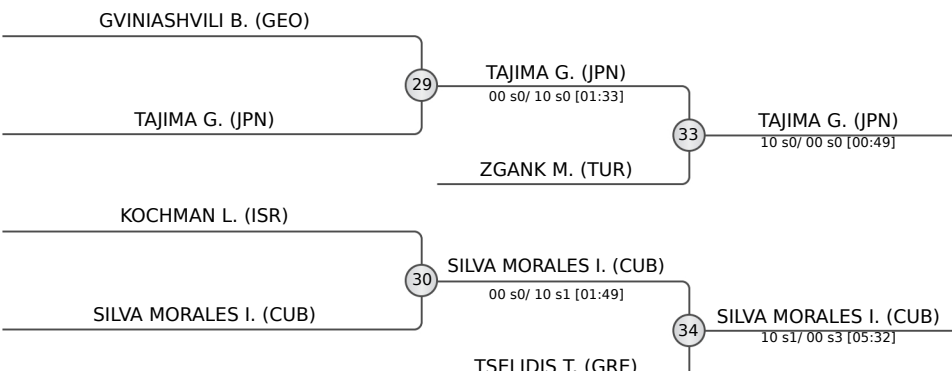 GVINIASHVILI B. (GEO)
29
TAJIMA G. (JPN)
00 s0/ 10 s0 [01:33]
TAJIMA G. (JPN)
33
TAJIMA G. (JPN)
10 s0/ 00 s0 [00:49]
ZGANK M. (TUR)
KOCHMAN L. (ISR)
30
SILVA MORALES I. (CUB)
00 s0/ 10 s1 [01:49]
SILVA MORALES I. (CUB)
34
SILVA MORALES I. (CUB)
10 s1/ 00 s3 [05:32]
TSELIDIS T. (GRE)